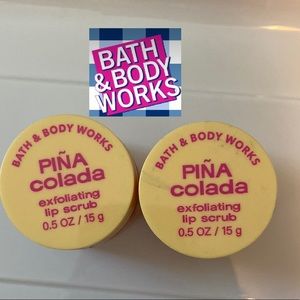 BATH
& BODY
WORKS
BATH & BODY WORKS
PIÑA
colada
exfoliating
lip scrub
0.5 OZ / 15 g
BATH & BODY WORKS
PIÑA
colada
exfoliating
lip scrub
0.5 OZ / 15 g